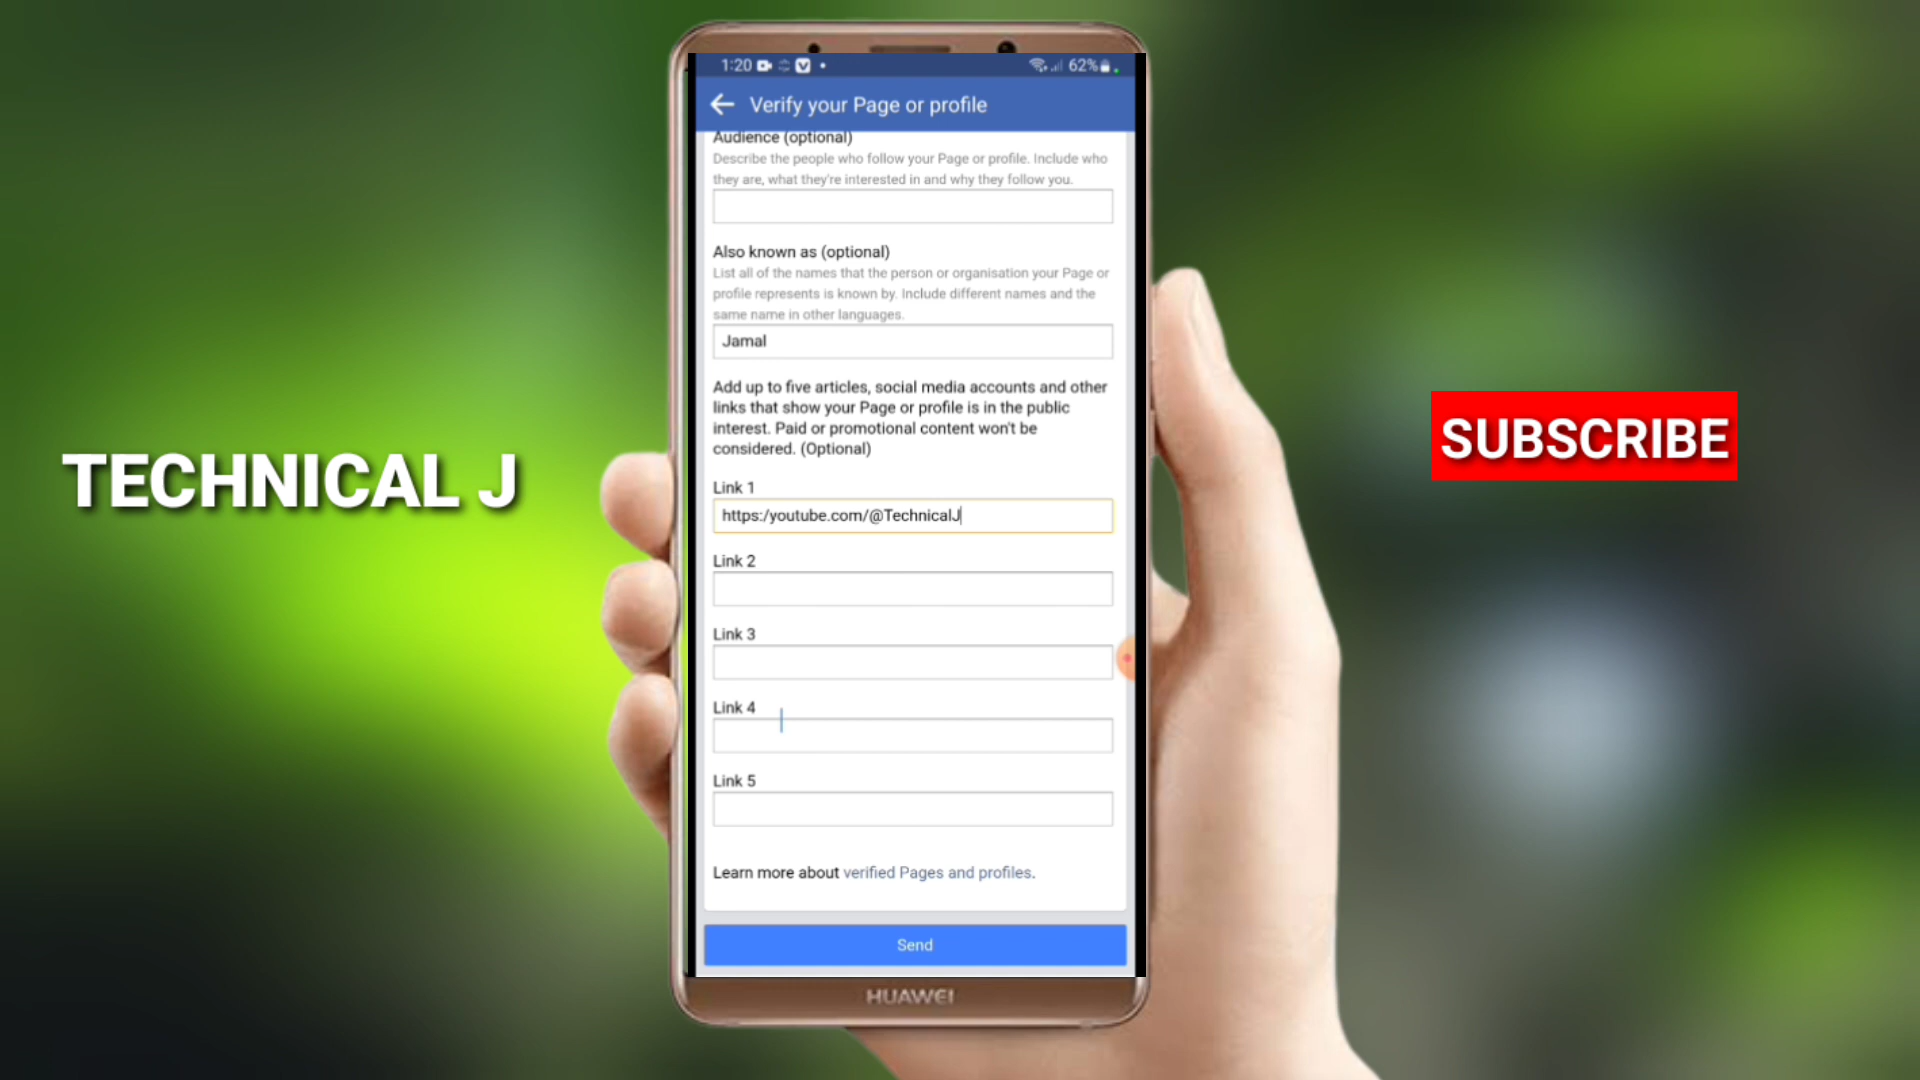 1:20
62%
Verify your Page or profile
Audience (optional)
Describe the people who follow your Page or profile. Include who
they are, what they're interested in and why they follow you.
Also known as (optional)
List all of the names that the person or organisation your Page or
profile represents is known by. Include different names and the
same name in other languages.
Jamal
Add up to five articles, social media accounts and other
links that show your Page or profile is in the public
interest. Paid or promotional content won't be
considered. (Optional)
Link 1
https:/youtube.com/@TechnicalJ
Link 2
Link 3
Link 4
Link 5
Learn more about verified Pages and profiles.
Send
HUAWEI
TECHNICAL J
SUBSCRIBE